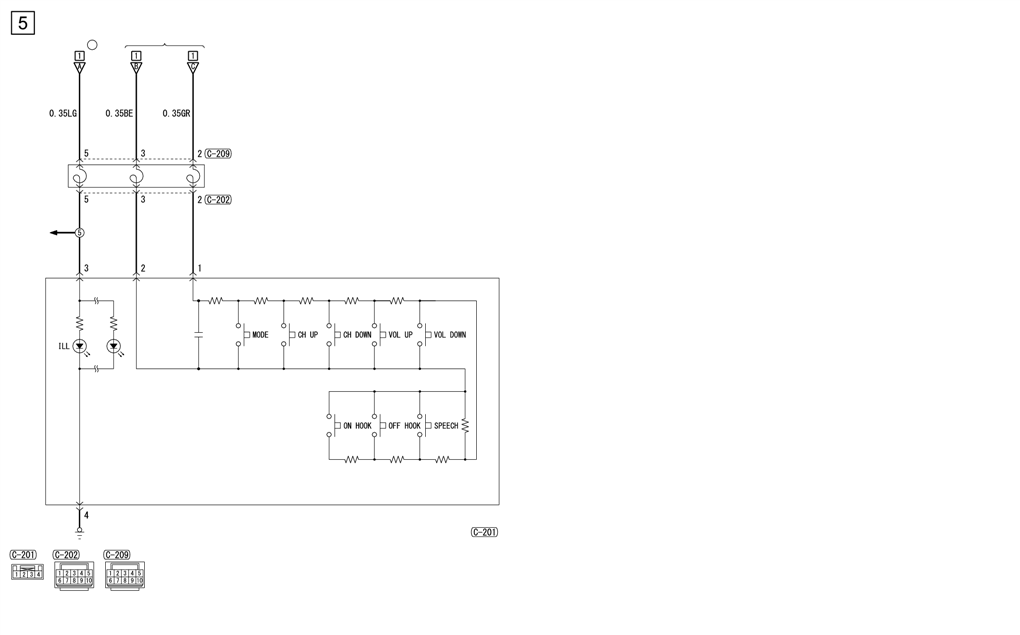 5
1 1 1
A B C
0.35LG 0.35BE 0.35GR
5 3 2 C-209
5 3 2 C-202
5
3 2 1
ILL MODE CH UP CH DOWN VOL UP VOL DOWN
ON HOOK OFF HOOK SPEECH
4
C-201
C-201 C-202 C-209
1 2 3 4 5 1 2 3 4 5
1 2 3 4 6 7 8 9 10 6 7 8 9 10